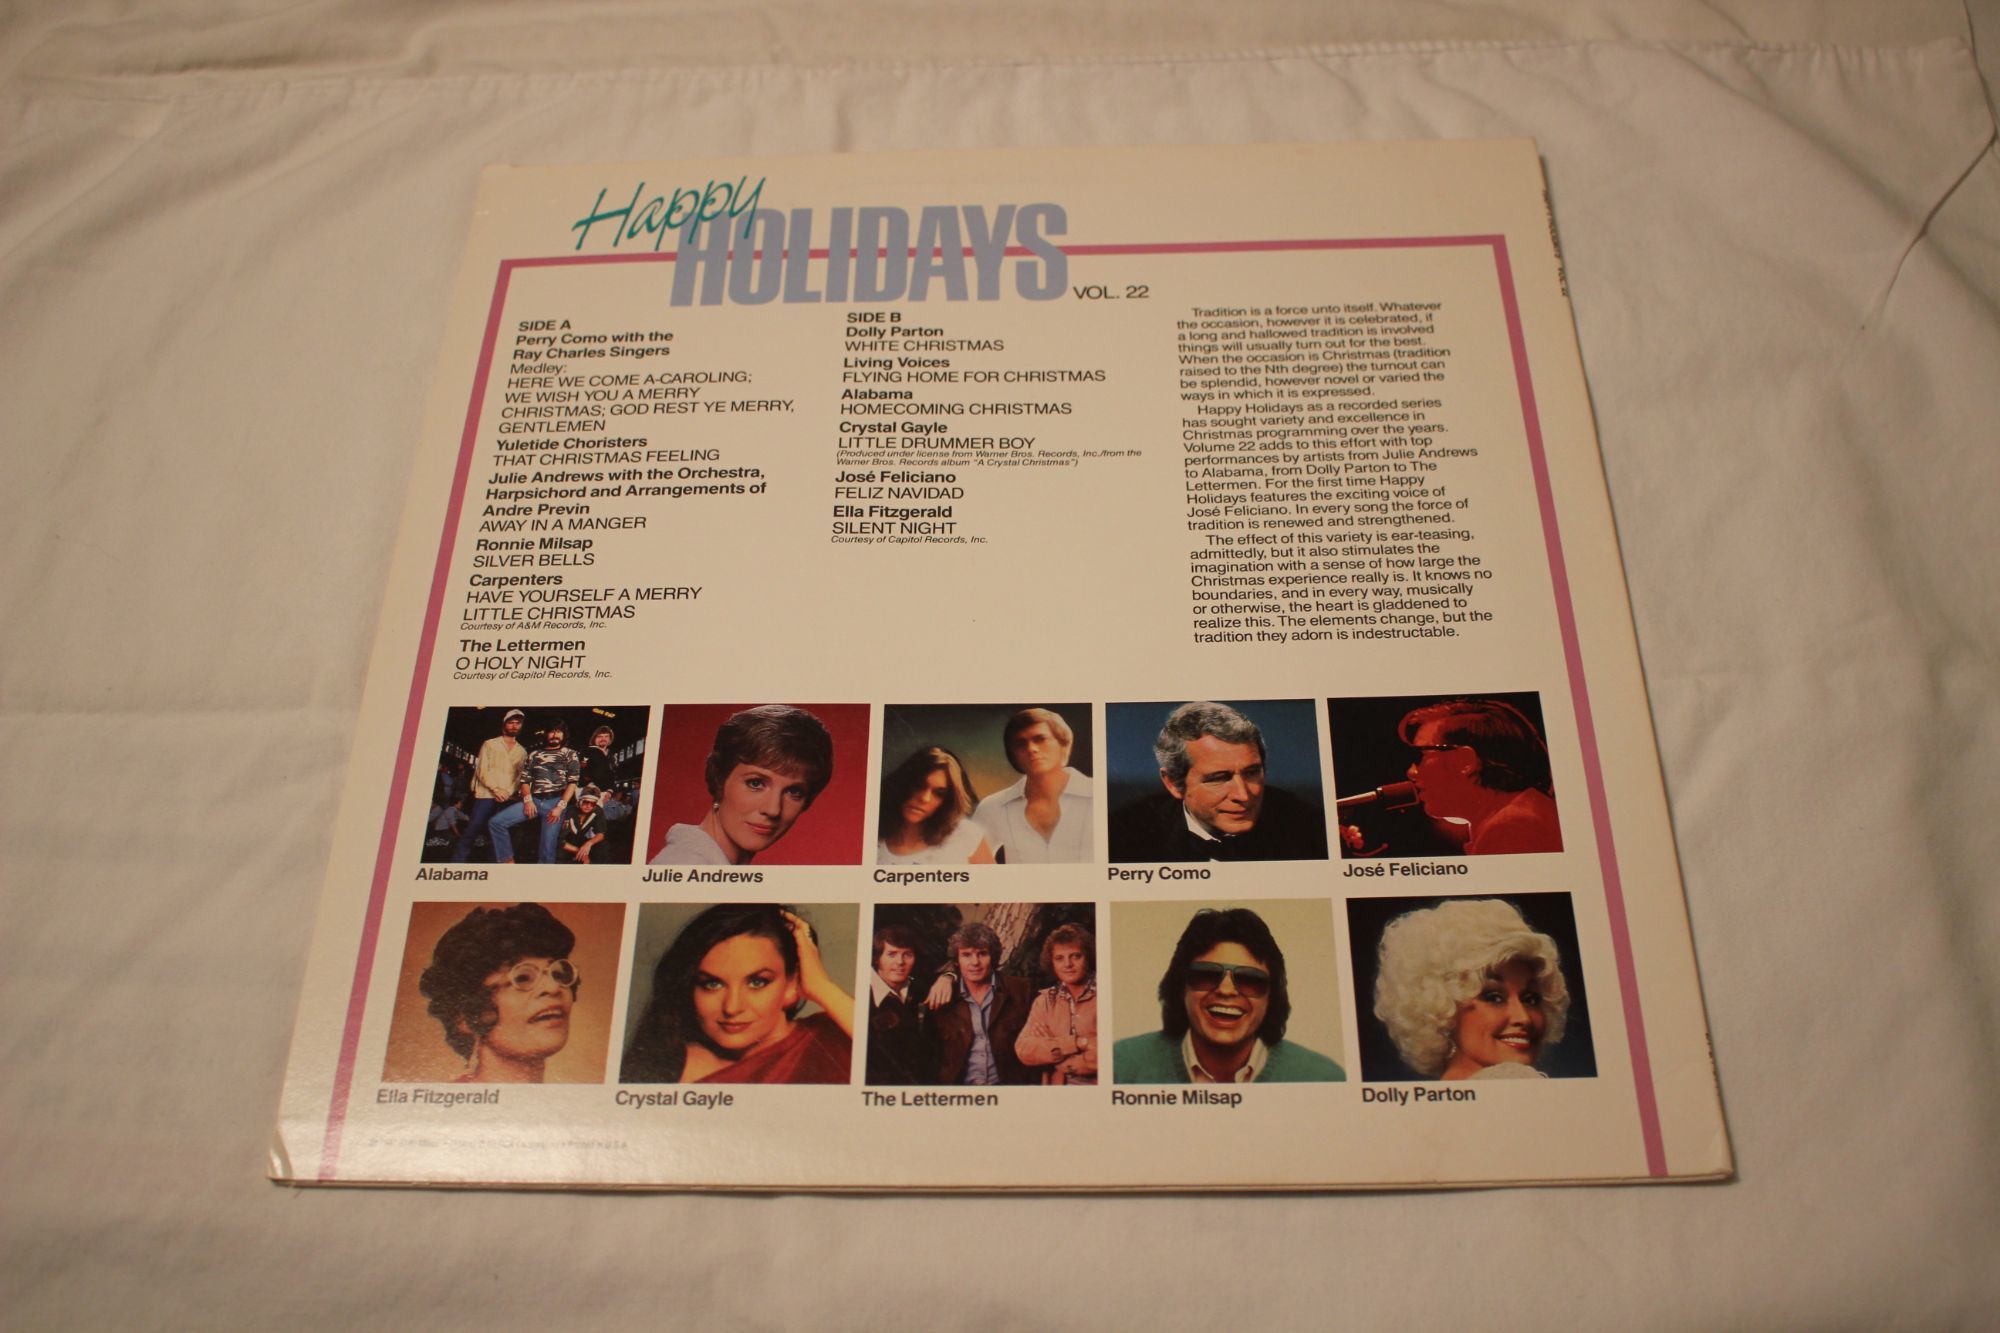 Happy
HOLIDAYS
VOL. 22
SIDE A
Perry Como with the
Ray Charles Singers
Medley:
HERE WE COME A-CAROLING;
WE WISH YOU A MERRY
CHRISTMAS; GOD REST YE MERRY,
GENTLEMEN
Yuletide Choristers
THAT CHRISTMAS FEELING
Julie Andrews with the Orchestra,
Harpsichord and Arrangements of
Andre Previn
AWAY IN A MANGER
Ronnie Milsap
SILVER BELLS
Carpenters
HAVE YOURSELF A MERRY
LITTLE CHRISTMAS
Courtesy of A&M Records, Inc.
The Lettermen
O HOLY NIGHT
Courtesy of Capitol Records, Inc.
SIDE B
Dolly Parton
WHITE CHRISTMAS
Living Voices
FLYING HOME FOR CHRISTMAS
Alabama
HOMECOMING CHRISTMAS
Crystal Gayle
LITTLE DRUMMER BOY
(Produced under license from Warner Bros. Records, Inc./from the
Warner Bros. Records album "A Crystal Christmas")
José Feliciano
FELIZ NAVIDAD
Ella Fitzgerald
SILENT NIGHT
Courtesy of Capitol Records, Inc.
Tradition is a force unto itself. Whatever
the occasion, however it is celebrated, if
a long and hallowed tradition is involved
things will usually turn out for the best.
When the occasion is Christmas (tradition
raised to the Nth degree) the turnout can
be splendid, however novel or varied the
ways in which it is expressed.
Happy Holidays as a recorded series
has sought variety and excellence in
Christmas programming over the years.
Volume 22 adds to this effort with top
performances by artists from Julie Andrews
to Alabama, from Dolly Parton to The
Lettermen. For the first time Happy
Holidays features the exciting voice of
José Feliciano. In every song the force of
tradition is renewed and strengthened.
The effect of this variety is ear-teasing,
admittedly, but it also stimulates the
imagination with a sense of how large the
Christmas experience really is. It knows no
boundaries, and in every way, musically
or otherwise, the heart is gladdened to
realize this. The elements change, but the
tradition they adorn is indestructable.
Alabama
Julie Andrews
Carpenters
Perry Como
José Feliciano
Ella Fitzgerald
Crystal Gayle
The Lettermen
Ronnie Milsap
Dolly Parton